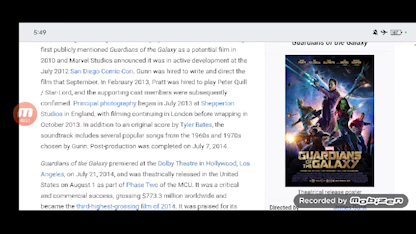 5:49
first publicly mentioned Guardians of the Galaxy as a potential film in
2010 and Marvel Studios announced it was in active development at the
July 2012 San Diego Comic-Con. Gunn was hired to write and direct
the film that September. In February 2013, Pratt was hired to play Peter Quill
/ Star-Lord, and the supporting cast members were subsequently
confirmed. Principal photography began in July 2013 at Shepperton
Studios in England, with filming continuing in London before wrapping in
October 2013. In addition to an original score by Tyler Bates, the
soundtrack includes several popular songs from the 1960s and 1970s
chosen by Gunn. Post-production was completed on July 7, 2014.
Guardians of the Galaxy premiered at the Dolby Theatre in Hollywood, Los
Angeles, on July 21, 2014, and was theatrically released in the United
States on August 1 as part of Phase Two of the MCU. It was a critical
and commercial success, grossing $773.3 million worldwide and
became the third-highest-grossing film of 2014. It was praised for its
Guardians of the Galaxy
GUARDIANS
OF THE
GALAXY
Theatrical release poster
Directed by
Recorded by mobizen